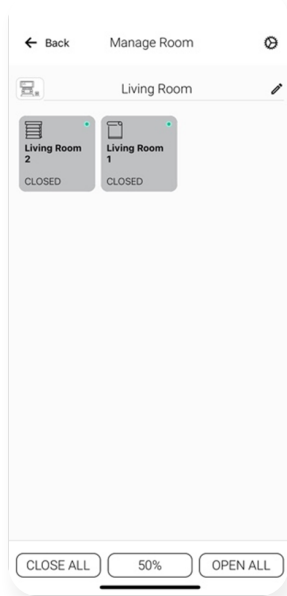 Back Manage Room
Living Room
Living Room
2
CLOSED
Living Room
1
CLOSED
CLOSE ALL 50% OPEN ALL